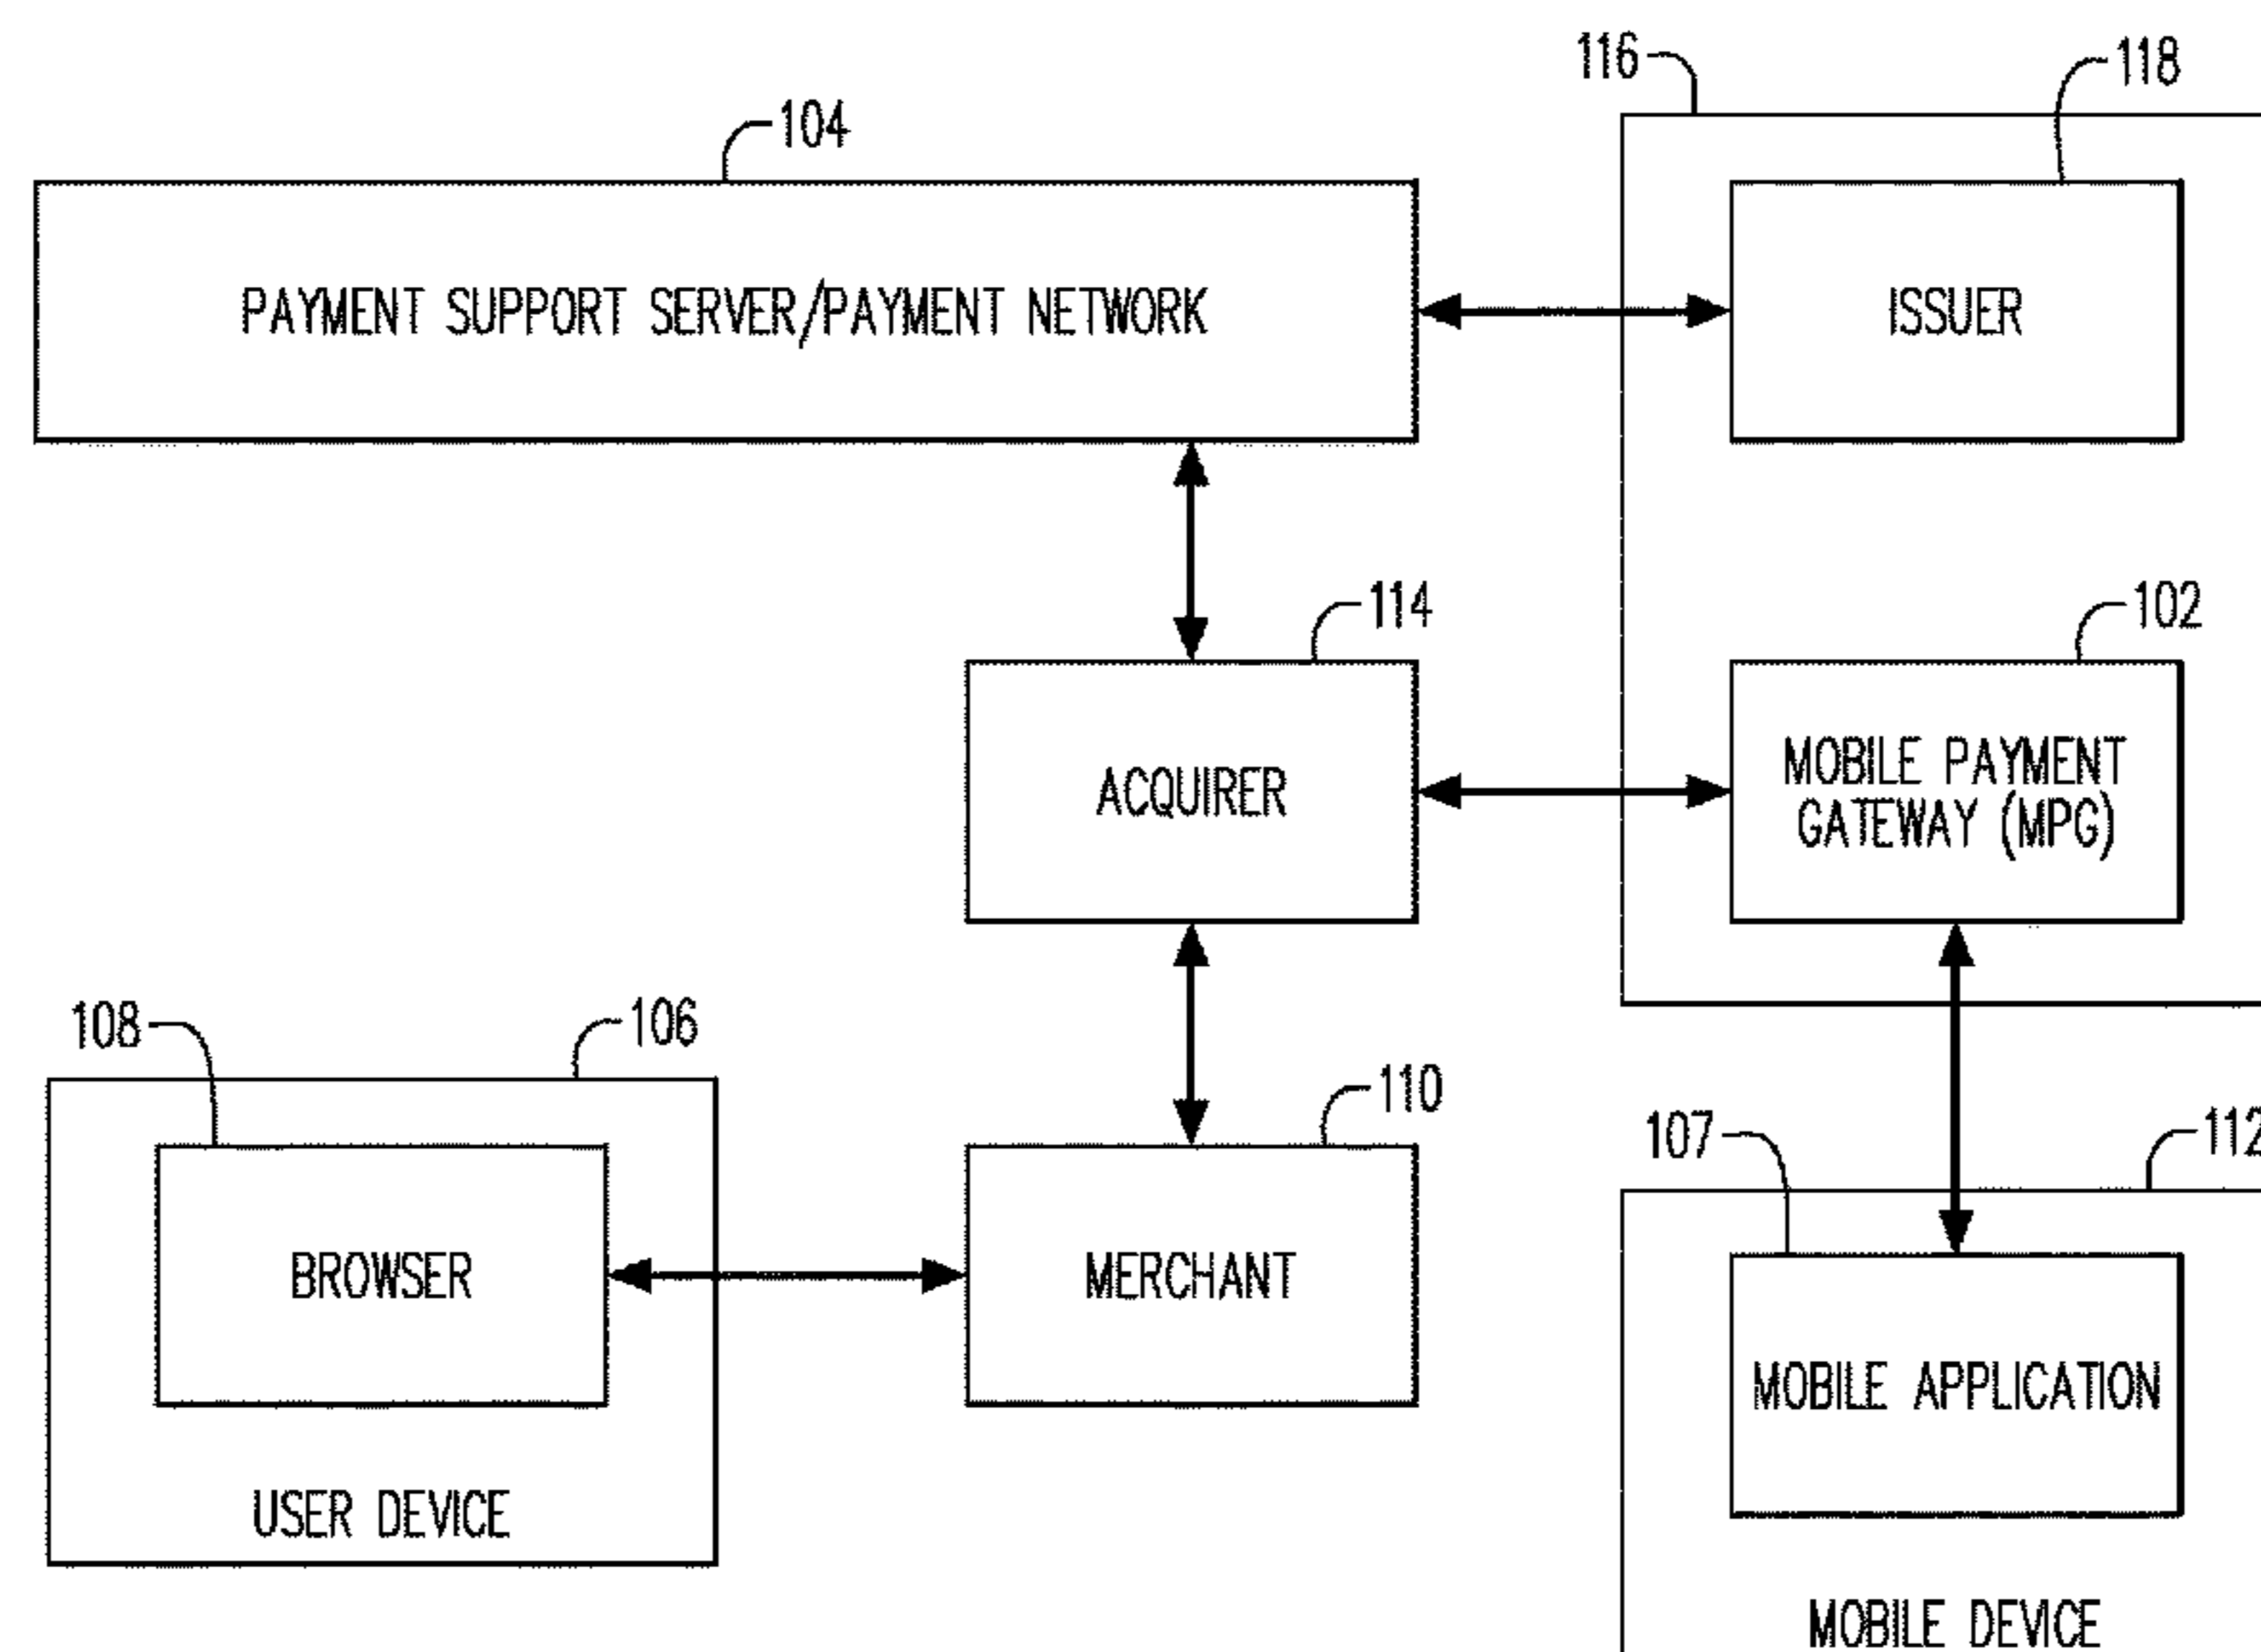 116
118
104
PAYMENT SUPPORT SERVER/PAYMENT NETWORK
ISSUER
114
102
ACQUIRER
MOBILE PAYMENT
GATEWAY (MPG)
108
106
110
107
112
BROWSER
MERCHANT
MOBILE APPLICATION
USER DEVICE
MOBILE DEVICE